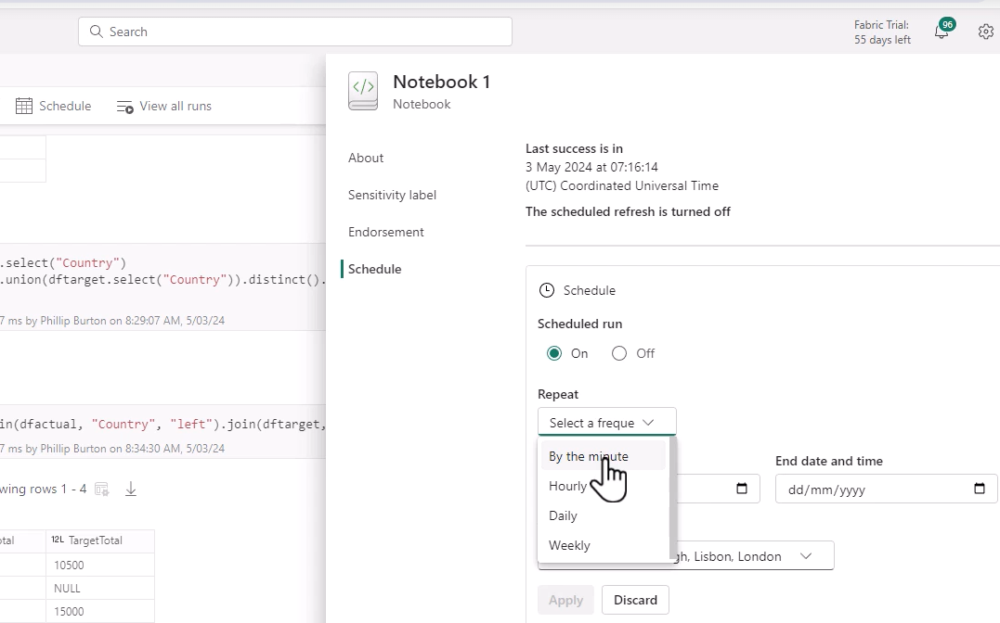 Search
Fabric Trial:
55 days left
96
Schedule
View all runs
.select("Country")
.union(dftarget.select("Country")).distinct().
7 ms by Phillip Burton on 8:29:07 AM, 5/03/24
in(dfactual, "Country", "left").join(dftarget,
7 ms by Phillip Burton on 8:34:30 AM, 5/03/24
wing rows 1 - 4
otal
12L TargetTotal
10500
NULL
15000
</>
Notebook 1
Notebook
About
Sensitivity label
Endorsement
Schedule
Last success is in
3 May 2024 at 07:16:14
(UTC) Coordinated Universal Time
The scheduled refresh is turned off
Schedule
Scheduled run
On
Off
Repeat
Select a freque
By the minute
Hourly
Daily
Weekly
End date and time
dd/mm/yyyy
gh, Lisbon, London
Apply
Discard